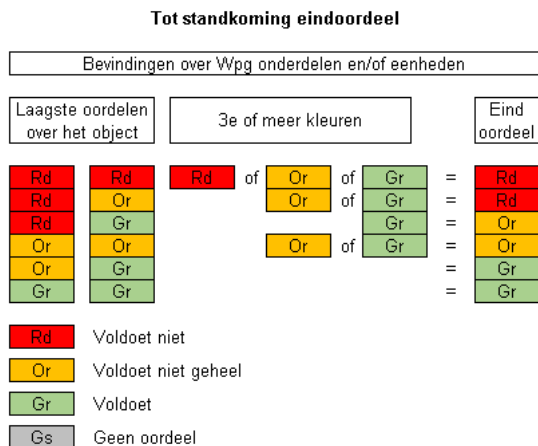 Tot standkoming eindoordeel
Bevindingen over Wpg onderdelen en/of eenheden
Laagste oordelen
over het object
3e of meer kleuren
Eind
oordeel
Rd Rd Rd of Or of Gr = Rd
Rd Or Or of Gr = Rd
Rd Gr Gr = Or
Or Or Or of Gr = Or
Or Gr = Gr
Gr Gr = Gr
Rd Voldoet niet
Or Voldoet niet geheel
Gr Voldoet
Gs Geen oordeel